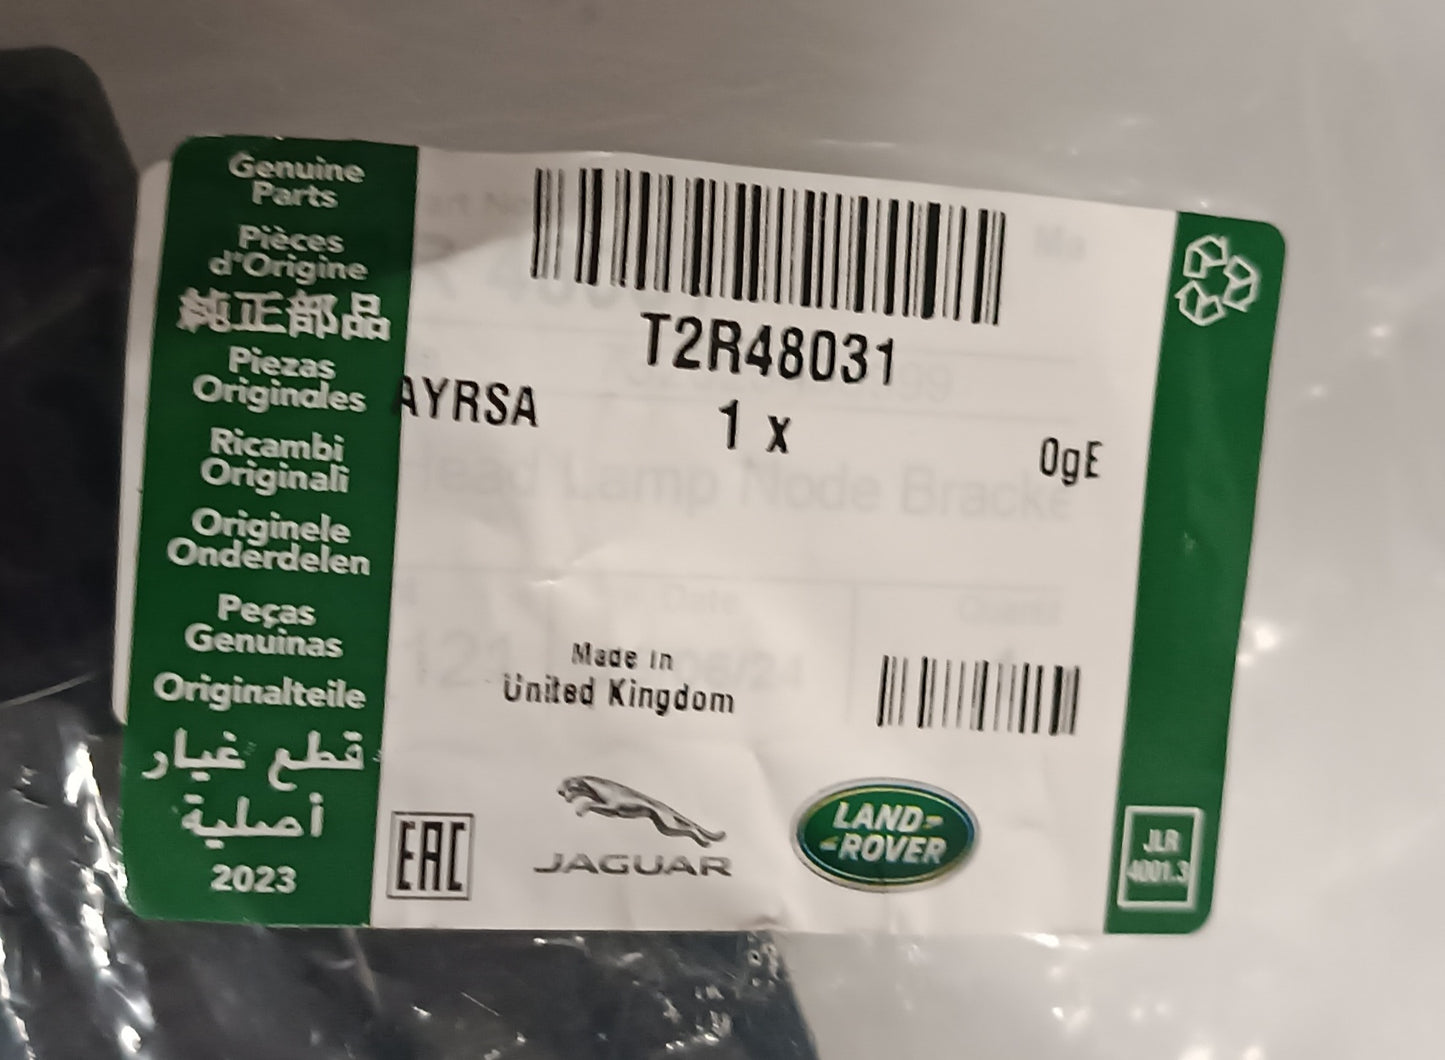 Genuine
Parts
Pièces
d'Origine
純正部品
Piezas
Originales
Ricambi
Originali
Originele
Onderdelen
Peças
Genuinas
Originalteile
قطع غيار
أصلية
2023
T2R48031
AYRSA
1 x
0gE
Head Lamp Node Bracke
Date
Made in
United Kingdom
EAC
JAGUAR
LAND-
-ROVER
JLR
4001.3